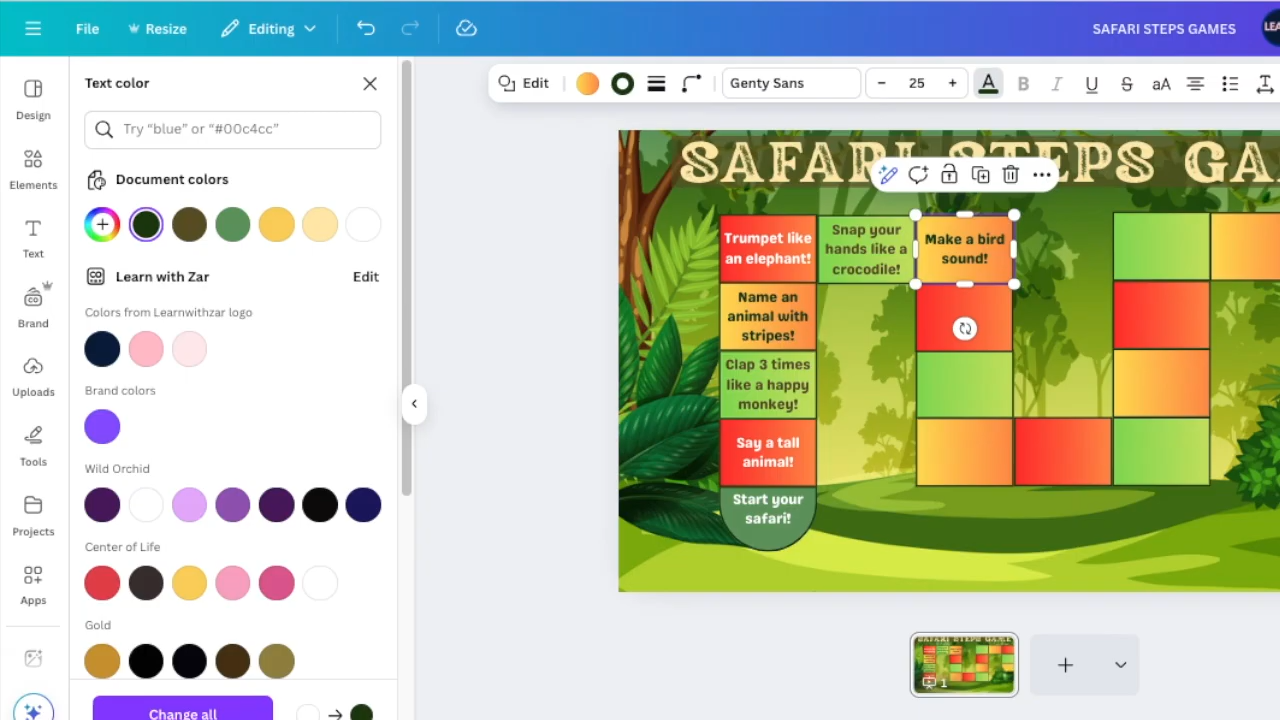 File
Resize
Editing
SAFARI STEPS GAMES
Text color
Edit
Genty Sans
− 25 +
A B I U S aA
Design
Elements
Text
Brand
Uploads
Tools
Projects
Apps
Try “blue” or “#00c4cc”
Document colors
Learn with Zar
Edit
Colors from Learnwithzar logo
Brand colors
Wild Orchid
Center of Life
Gold
Change all
SAFARI STEPS GA
Trumpet like
an elephant!
Snap your
hands like a
crocodile!
Make a bird
sound!
Name an
animal with
stripes!
Clap 3 times
like a happy
monkey!
Say a tall
animal!
Start your
safari!
1